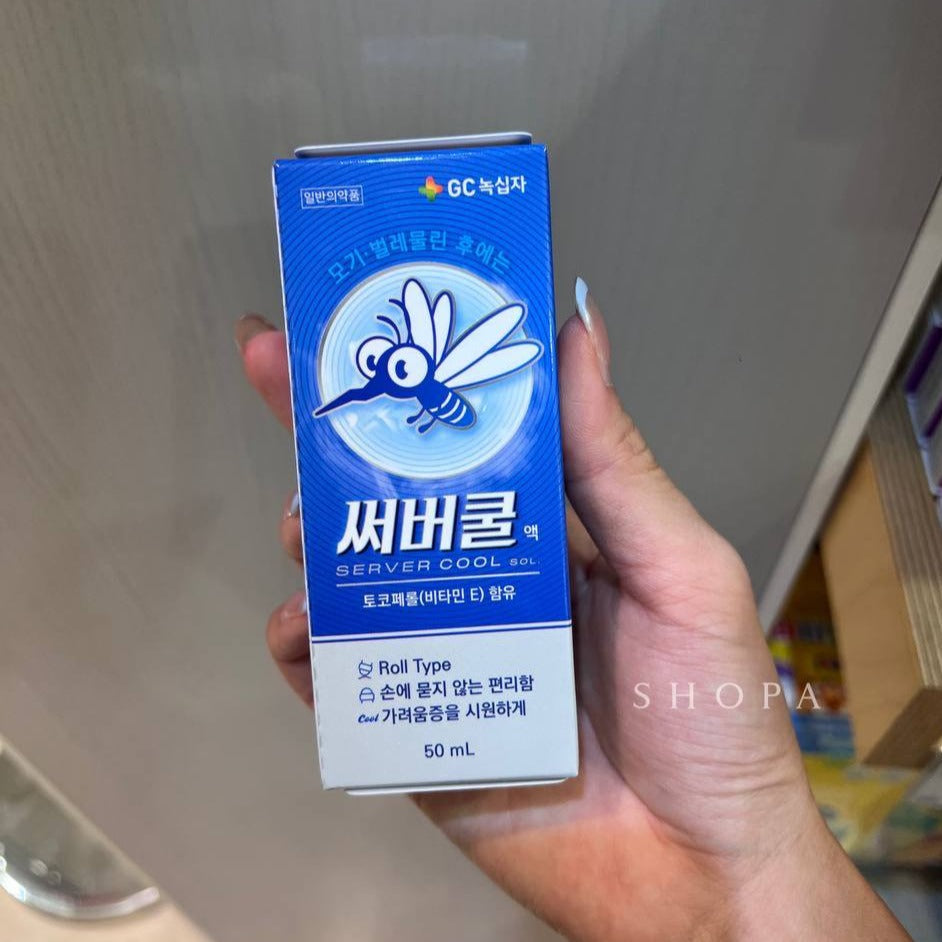 일반의약품
GC 녹십자
모기·벌레물린 후에는
써버쿨 액
SERVER COOL SOL.
토코페롤(비타민 E) 함유
Roll Type
손에 묻지 않는 편리함
Cool 가려움증을 시원하게
50 mL
SHOPA